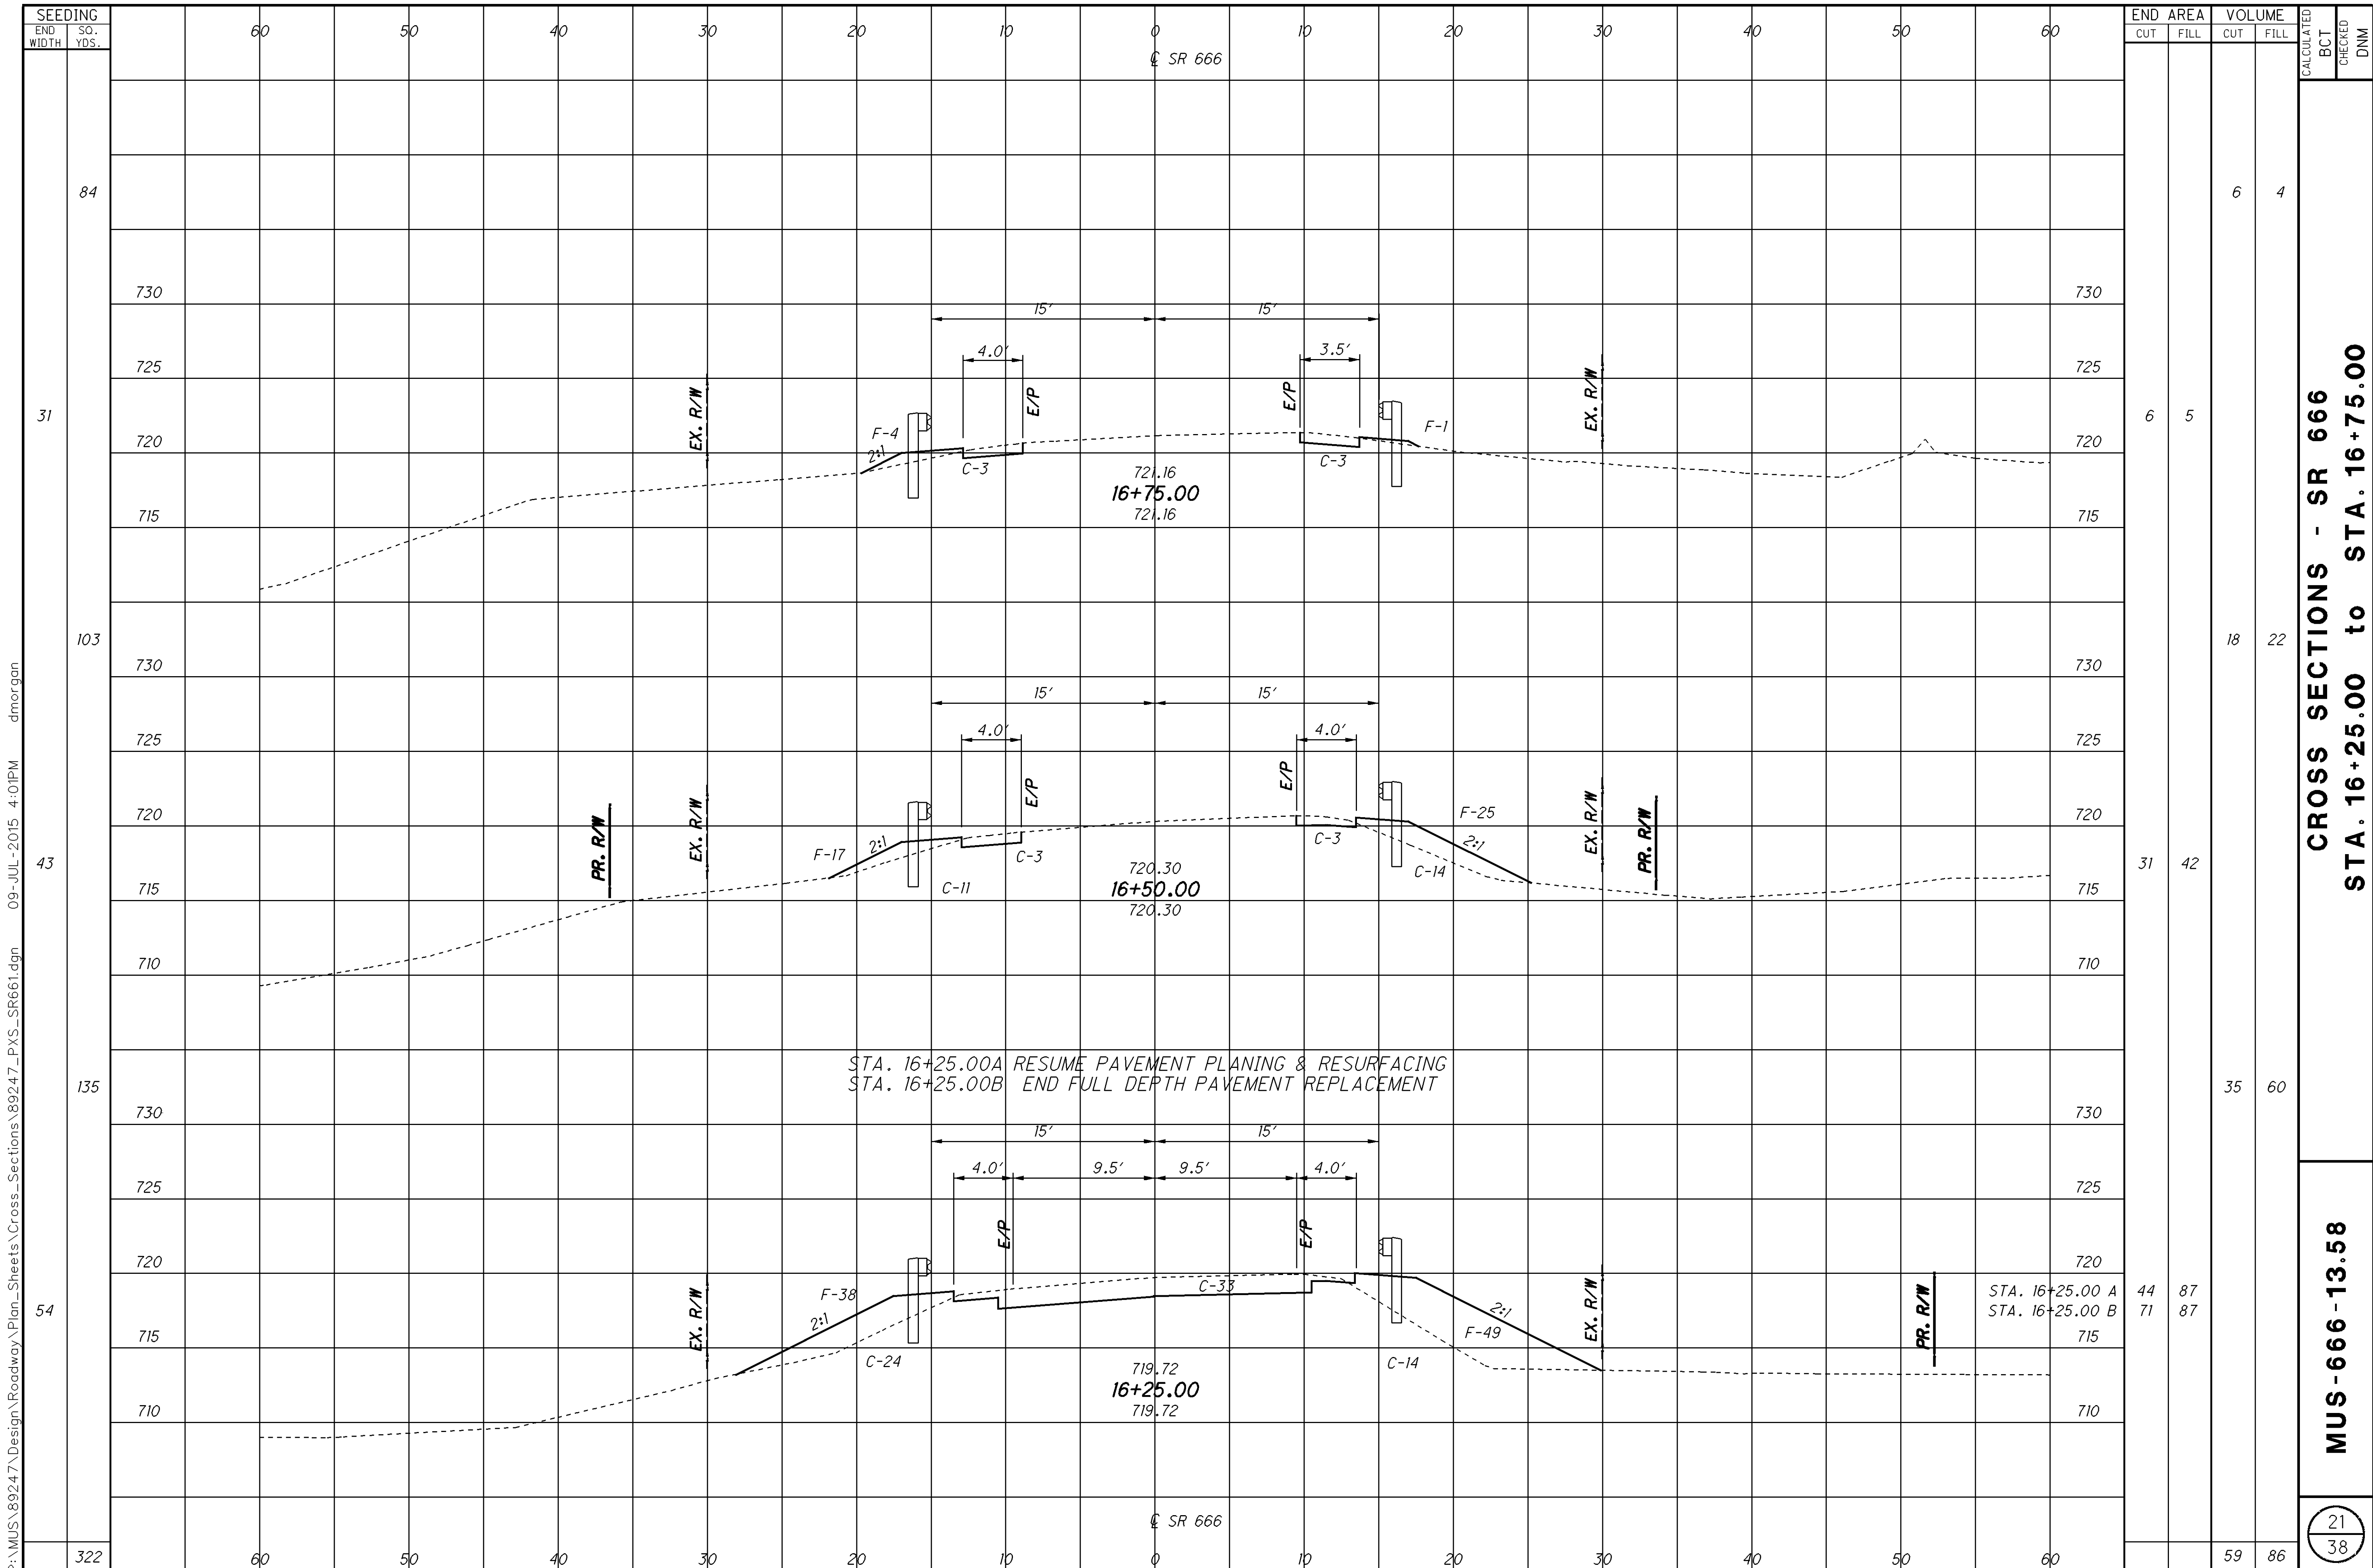 SEEDING
END WIDTH
SQ. YDS.
60 50 40 30 20 10 0 10 20 30 40 50 60
END AREA
VOLUME
CUT FILL CUT FILL
CALCULATED
BCT
CHECKED
DNM
℄ SR 666
84
6 4
730 730
15' 15'
4.0' 3.5'
725 725
EX. R/W
E/P
E/P
EX. R/W
31
F-4
F-1
6 5
720 720
2:1
C-3
C-3
721.16
16+75.00
721.16
715 715
103
18 22
730 730
15' 15'
4.0' 4.0'
725 725
E/P
E/P
720 720
PR. R/W
EX. R/W
EX. R/W
PR. R/W
F-17
2:1
F-25
2:1
C-3
C-3
43
31 42
C-11
C-14
720.30
16+50.00
720.30
715 715
710 710
STA. 16+25.00A RESUME PAVEMENT PLANING & RESURFACING
STA. 16+25.00B END FULL DEPTH PAVEMENT REPLACEMENT
135
35 60
730 730
15' 15'
4.0' 9.5' 9.5' 4.0'
725 725
E/P
E/P
720 720
F-38
2:1
C-33
2:1
F-49
EX. R/W
EX. R/W
PR. R/W
54
STA. 16+25.00 A 44 87
STA. 16+25.00 B 71 87
715 715
C-24
C-14
719.72
16+25.00
719.72
710 710
℄ SR 666
322
60 50 40 30 20 10 0 10 20 30 40 50 60
59 86
CROSS SECTIONS - SR 666
STA. 16+25.00 to STA. 16+75.00
MUS-666-13.58
21
38
:\MUS\89247\Design\Roadway\Plan_Sheets\Cross_Sections\89247_PXS_SR661.dgn 09-JUL-2015 4:01PM dmorgan